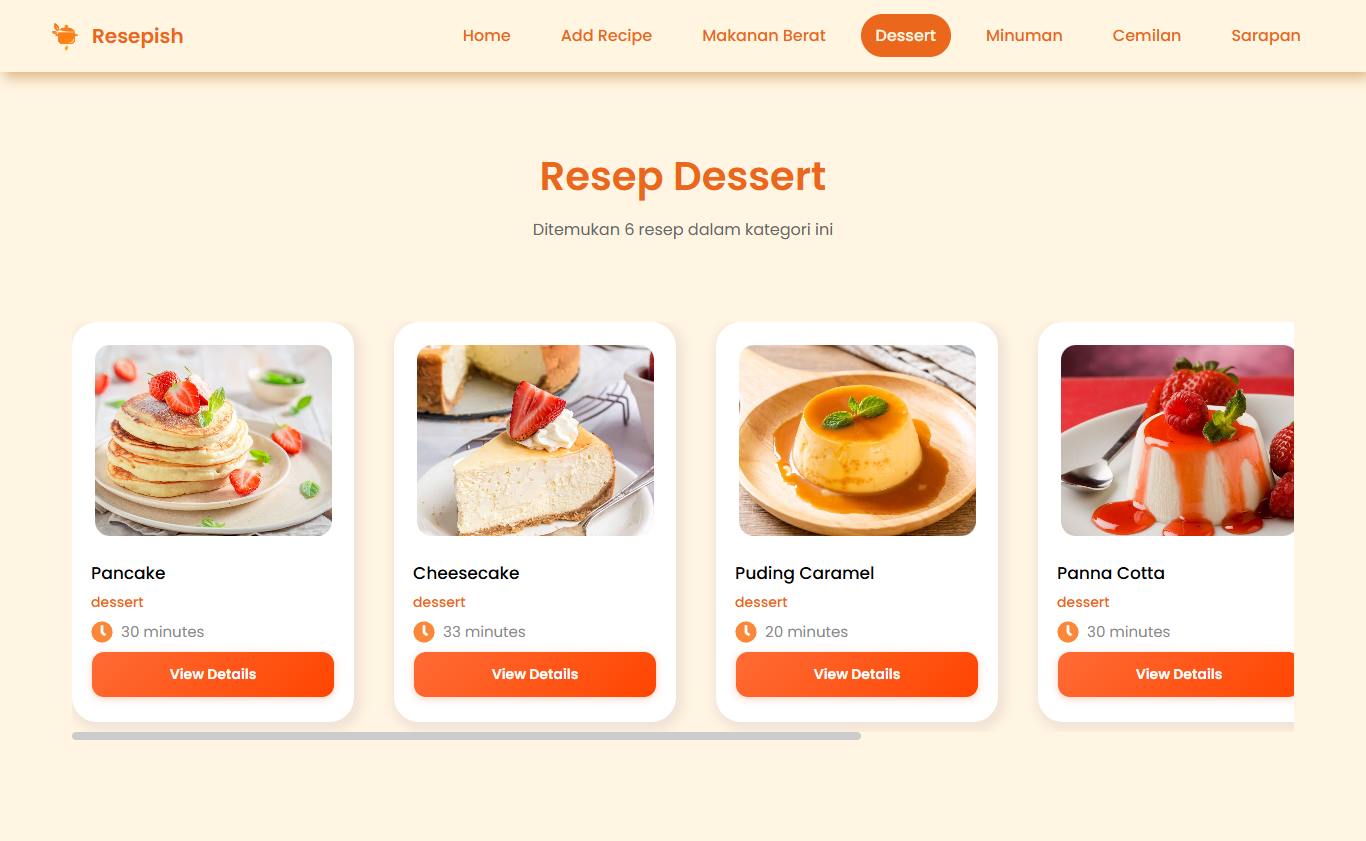 Resepish
Home Add Recipe Makanan Berat Dessert Minuman Cemilan Sarapan
Resep Dessert
Ditemukan 6 resep dalam kategori ini
Pancake
dessert
30 minutes
View Details
Cheesecake
dessert
33 minutes
View Details
Puding Caramel
dessert
20 minutes
View Details
Panna Cotta
dessert
30 minutes
View Details